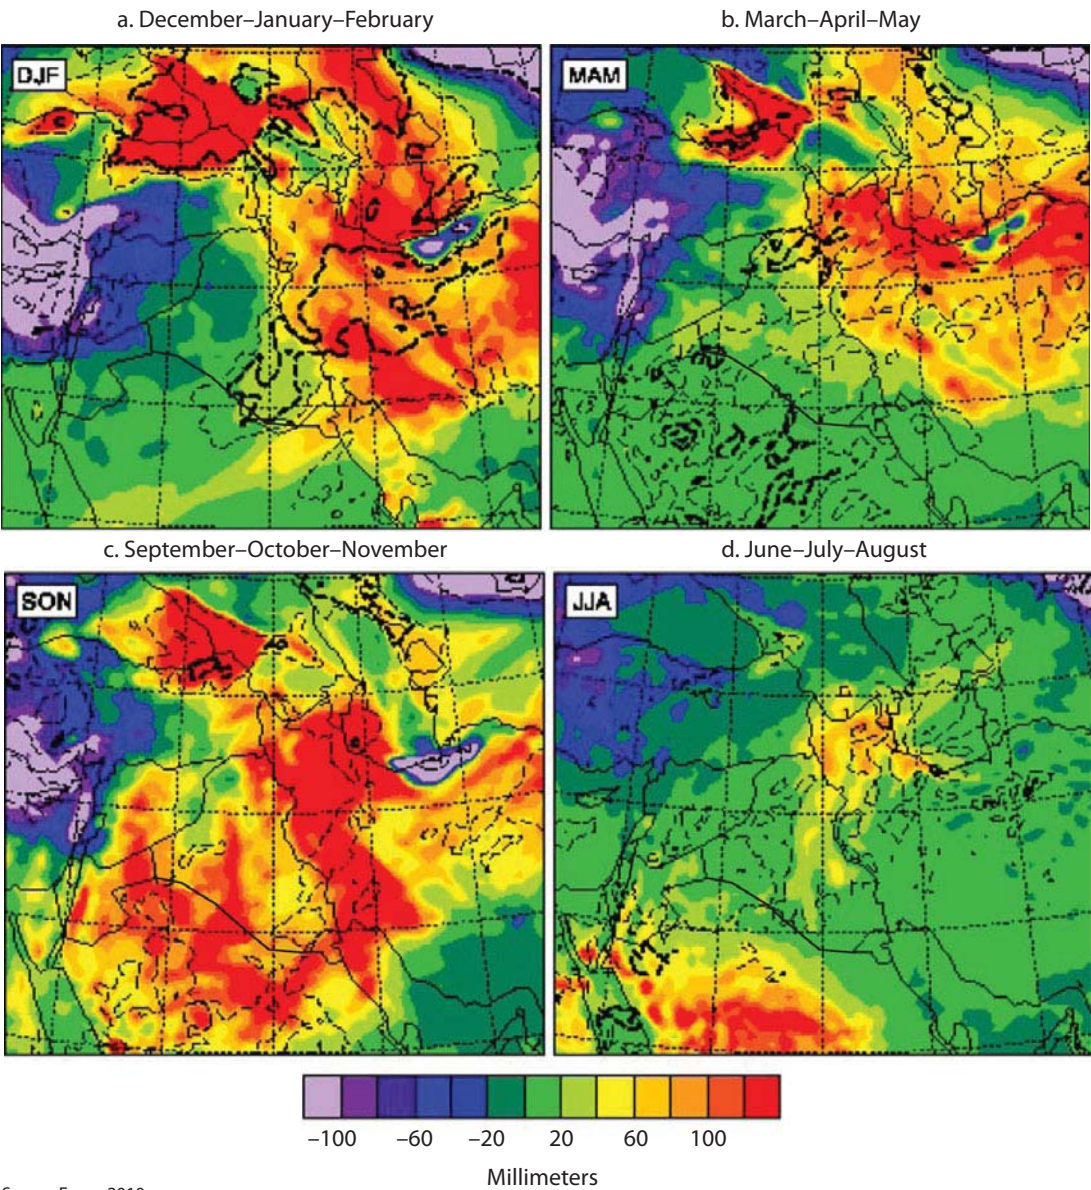 a. December–January–February
b. March–April–May
DJF
MAM
c. September–October–November
d. June–July–August
SON
JJA
–100 –60 –20 20 60 100
Millimeters